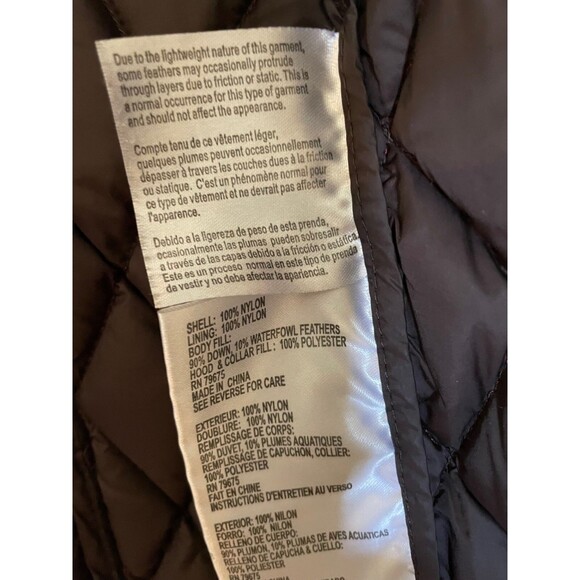 Due to the lightweight nature of this garment,
some feathers may occasionally protrude
through layers due to friction or static. This is
a normal occurrence for this type of garment
and should not affect the appearance.
Compte tenu de ce vêtement léger,
quelques plumes peuvent occasionnellement
dépasser à travers les couches dues à la friction
ou statique. C'est un phénomène normal pour
ce type de vêtement et ne devrait pas affecter
l'apparence.
Debido a la ligereza de peso de esta prenda,
ocasionalmente las plumas pueden sobresalir
a través de las capas debido a la fricción o estática.
Este es un proceso normal en este tipo de prenda
de vestir y no debe afectar la apariencia.
SHELL: 100% NYLON
LINING: 100% NYLON
BODY FILL:
90% DOWN, 10% WATERFOWL FEATHERS
HOOD & COLLAR FILL : 100% POLYESTER
RN 79675
MADE IN CHINA
SEE REVERSE FOR CARE
EXTERIEUR: 100% NYLON
DOUBLURE: 100% NYLON
REMPLISSAGE DE CORPS:
90% DUVET, 10% PLUMES AQUATIQUES
REMPLISSAGE DE CAPUCHON, COLLIER:
100% POLYESTER
RN 79675
FAIT EN CHINE
INSTRUCTIONS D'ENTRETIEN AU VERSO
EXTERIOR: 100% NILON
FORRO: 100% NILON
RELLENO DE CUERPO:
90% PLUMON, 10% PLUMAS DE AVES ACUATICAS
RELLENO DE CAPUCHA & CUELLO:
100% POLIESTER